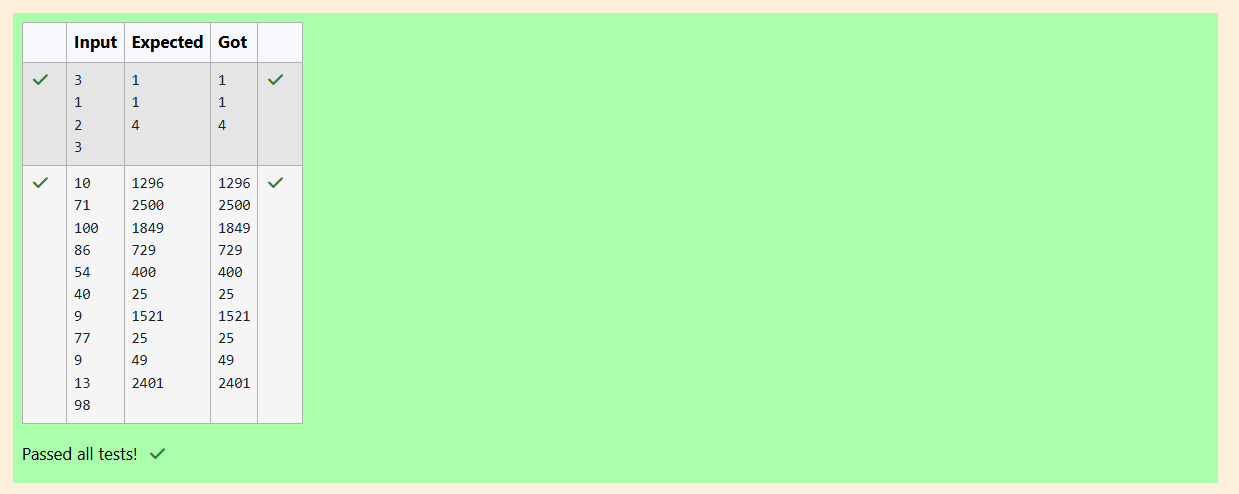 Input Expected Got
3 1 1
1 1 1
2 4 4
3
10 1296 1296
71 2500 2500
100 1849 1849
86 729 729
54 400 400
40 25 25
9 1521 1521
77 25 25
9 49 49
13 2401 2401
98
Passed all tests!